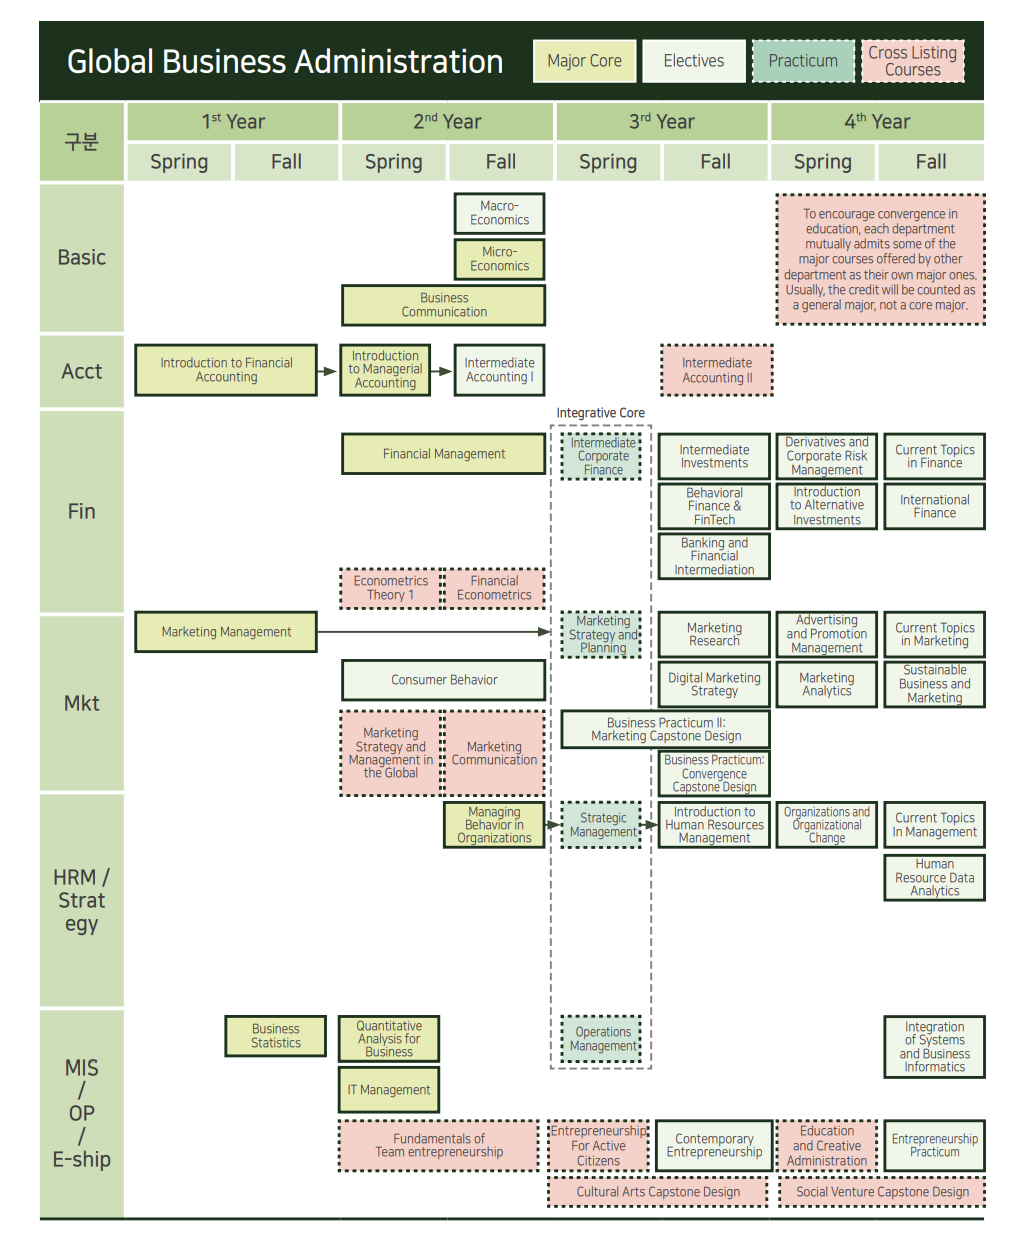 Global Business Administration
Major Core
Electives
Practicum
Cross Listing
Courses
구분
1st Year
2nd Year
3rd Year
4th Year
Spring
Fall
Spring
Fall
Spring
Fall
Spring
Fall
Basic
Macro-
Economics
Micro-
Economics
Business
Communication
To encourage convergence in
education, each department
mutually admits some of the
major courses offered by other
department as their own major ones.
Usually, the credit will be counted as
a general major, not a core major.
Acct
Introduction to Financial
Accounting
Introduction
to Managerial
Accounting
Intermediate
Accounting I
Intermediate
Accounting II
Integrative Core
Fin
Financial Management
Intermediate
Corporate
Finance
Intermediate
Investments
Derivatives and
Corporate Risk
Management
Current Topics
in Finance
Behavioral
Finance &
FinTech
Introduction
to Alternative
Investments
International
Finance
Banking and
Financial
Intermediation
Econometrics
Theory 1
Financial
Econometrics
Mkt
Marketing Management
Marketing
Strategy and
Planning
Marketing
Research
Advertising
and Promotion
Management
Current Topics
in Marketing
Consumer Behavior
Digital Marketing
Strategy
Marketing
Analytics
Sustainable
Business and
Marketing
Marketing
Strategy and
Management in
the Global
Marketing
Communication
Business Practicum II:
Marketing Capstone Design
Business Practicum:
Convergence
Capstone Design
HRM /
Strat
egy
Managing
Behavior in
Organizations
Strategic
Management
Introduction to
Human Resources
Management
Organizations and
Organizational
Change
Current Topics
In Management
Human
Resource Data
Analytics
MIS
/
OP
/
E-ship
Business
Statistics
Quantitative
Analysis for
Business
Operations
Management
Integration
of Systems
and Business
Informatics
IT Management
Fundamentals of
Team entrepreneurship
Entrepreneurship
For Active
Citizens
Contemporary
Entrepreneurship
Education
and Creative
Administration
Entrepreneurship
Practicum
Cultural Arts Capstone Design
Social Venture Capstone Design